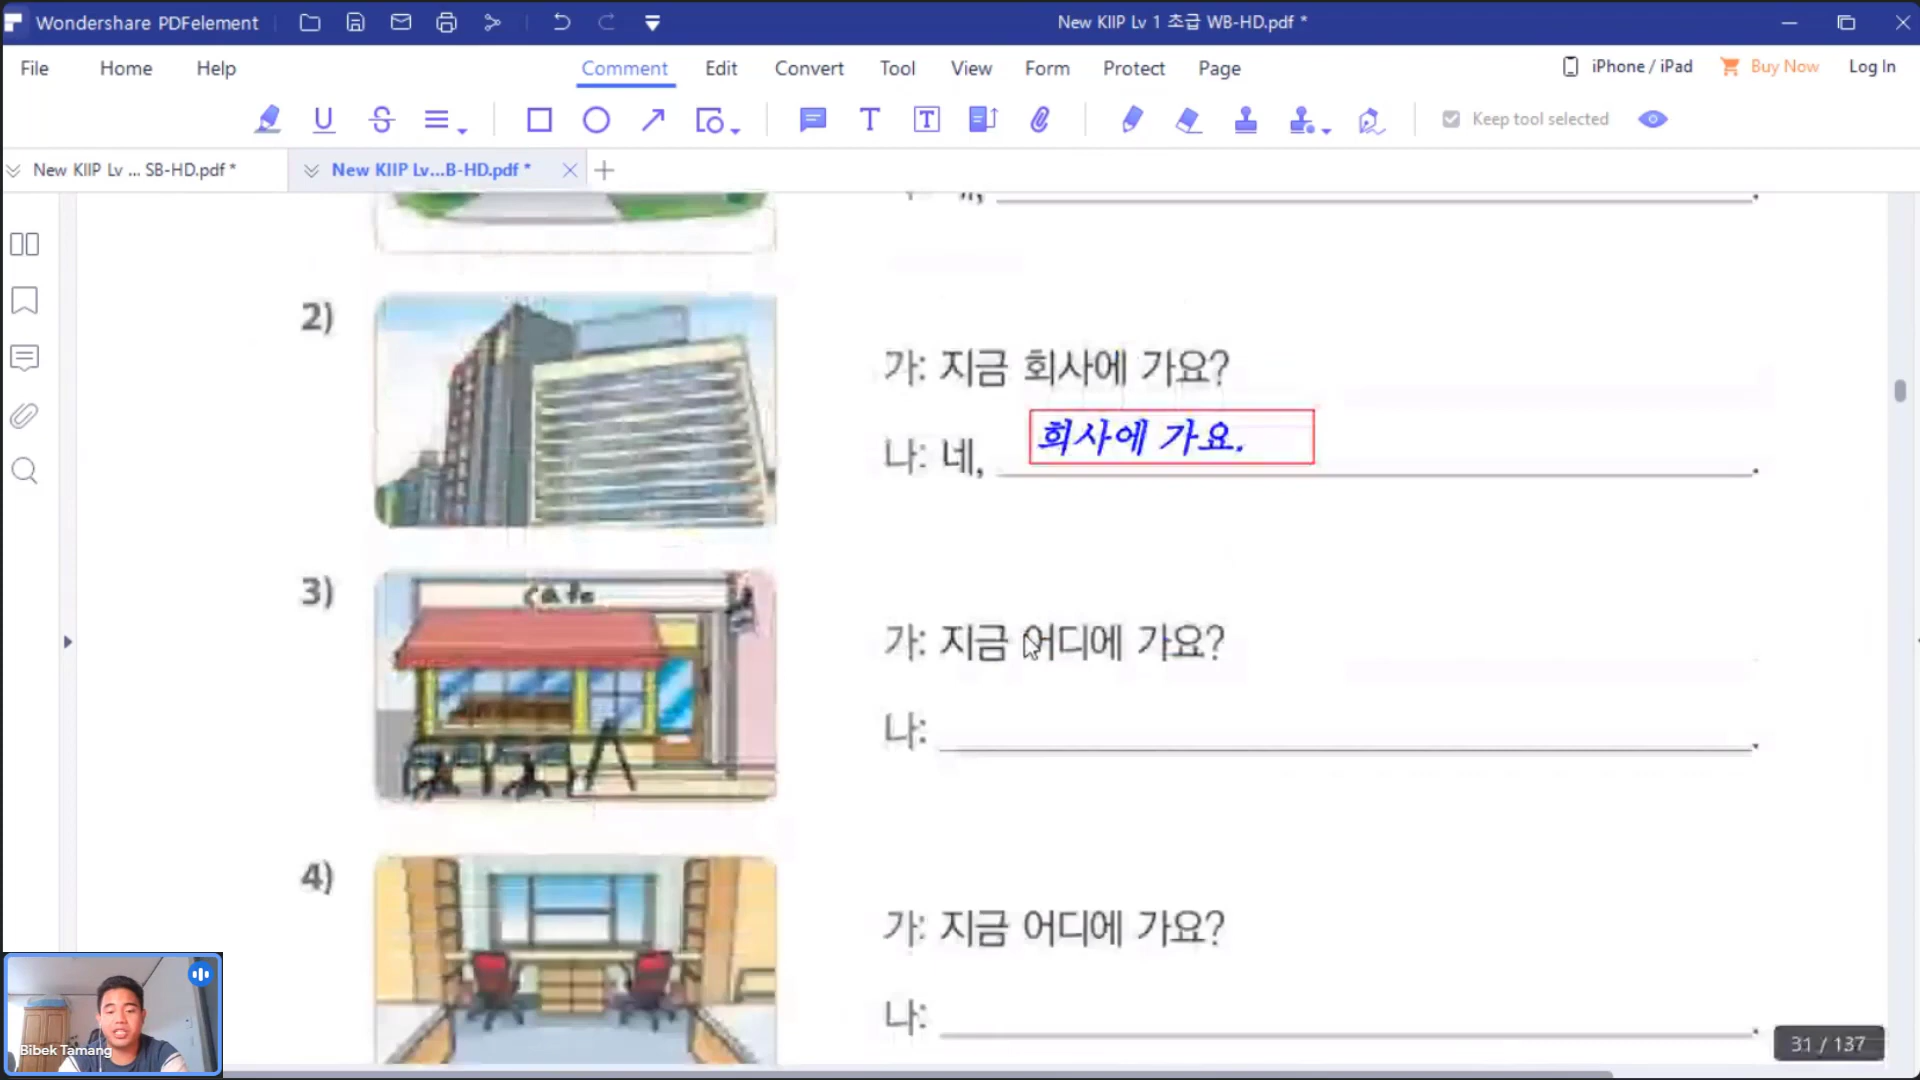 Wondershare PDFelement
New KIIP Lv 1 초급 WB-HD.pdf *
File Home Help Comment Edit Convert Tool View Form Protect Page iPhone / iPad Buy Now Log In
Keep tool selected
New KIIP Lv ... SB-HD.pdf *
New KIIP Lv...B-HD.pdf *
2)
가: 지금 회사에 가요?
나: 네, 회사에 가요.
3)
cafe
가: 지금 어디에 가요?
나:
4)
가: 지금 어디에 가요?
나:
Bibek Tamang
31 / 137